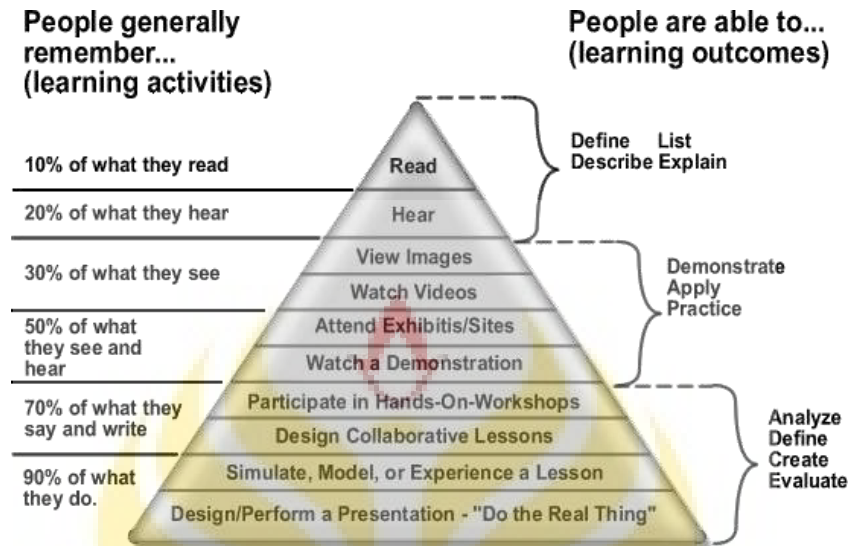 People generally
remember...
(learning activities)
People are able to...
(learning outcomes)
10% of what they read
20% of what they hear
30% of what they see
50% of what
they see and
hear
70% of what they
say and write
90% of what
they do.
Read
Hear
View Images
Watch Videos
Attend Exhibitis/Sites
Watch a Demonstration
Participate in Hands-On-Workshops
Design Collaborative Lessons
Simulate, Model, or Experience a Lesson
Design/Perform a Presentation - "Do the Real Thing"
Define List
Describe Explain
Demonstrate
Apply
Practice
Analyze
Define
Create
Evaluate